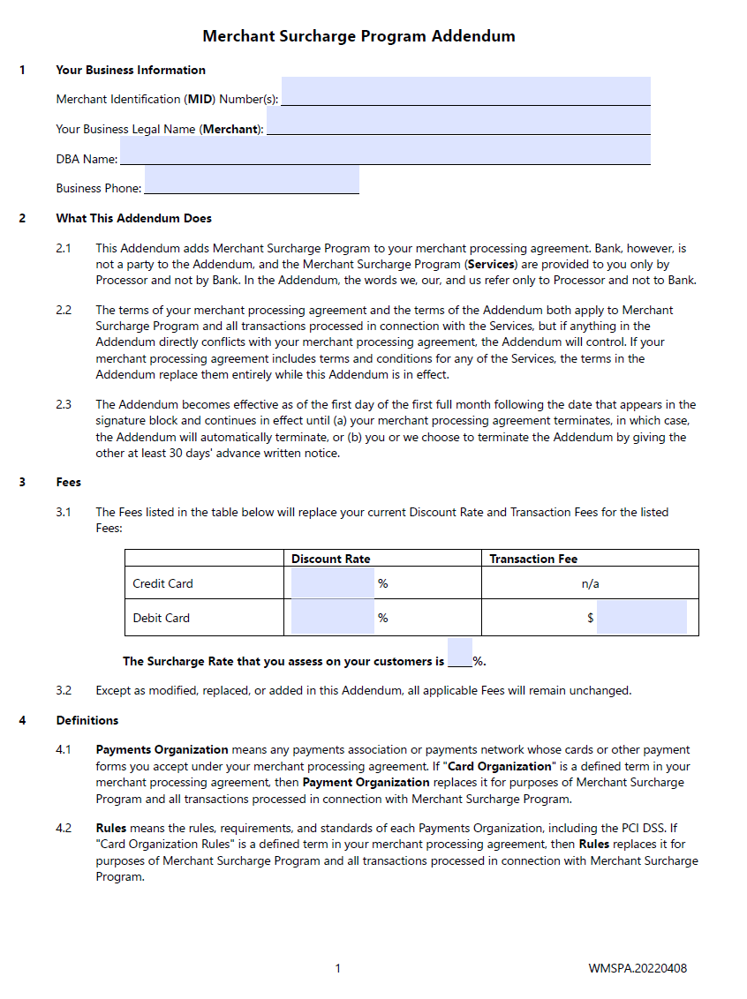 Merchant Surcharge Program Addendum
1 Your Business Information
Merchant Identification (MID) Number(s):
Your Business Legal Name (Merchant):
DBA Name:
Business Phone:
2 What This Addendum Does
2.1 This Addendum adds Merchant Surcharge Program to your merchant processing agreement. Bank, however, is
not a party to the Addendum, and the Merchant Surcharge Program (Services) are provided to you only by
Processor and not by Bank. In the Addendum, the words we, our, and us refer only to Processor and not to Bank.
2.2 The terms of your merchant processing agreement and the terms of the Addendum both apply to Merchant
Surcharge Program and all transactions processed in connection with the Services, but if anything in the
Addendum directly conflicts with your merchant processing agreement, the Addendum will control. If your
merchant processing agreement includes terms and conditions for any of the Services, the terms in the
Addendum replace them entirely while this Addendum is in effect.
2.3 The Addendum becomes effective as of the first day of the first full month following the date that appears in the
signature block and continues in effect until (a) your merchant processing agreement terminates, in which case,
the Addendum will automatically terminate, or (b) you or we choose to terminate the Addendum by giving the
other at least 30 days' advance written notice.
3 Fees
3.1 The Fees listed in the table below will replace your current Discount Rate and Transaction Fees for the listed
Fees:
Discount Rate Transaction Fee
Credit Card % n/a
Debit Card % $
The Surcharge Rate that you assess on your customers is ____%.
3.2 Except as modified, replaced, or added in this Addendum, all applicable Fees will remain unchanged.
4 Definitions
4.1 Payments Organization means any payments association or payments network whose cards or other payment
forms you accept under your merchant processing agreement. If "Card Organization" is a defined term in your
merchant processing agreement, then Payment Organization replaces it for purposes of Merchant Surcharge
Program and all transactions processed in connection with Merchant Surcharge Program.
4.2 Rules means the rules, requirements, and standards of each Payments Organization, including the PCI DSS. If
"Card Organization Rules" is a defined term in your merchant processing agreement, then Rules replaces it for
purposes of Merchant Surcharge Program and all transactions processed in connection with Merchant Surcharge
Program.
1 WMSPA.20220408